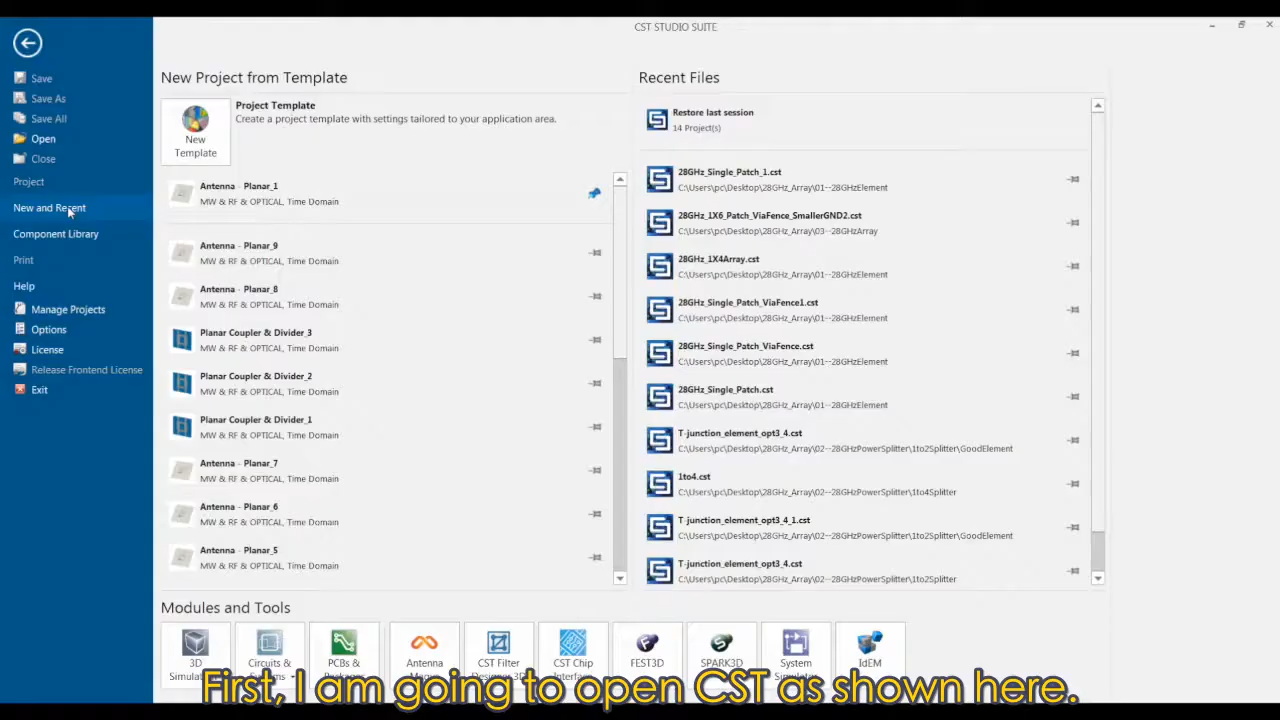 CST STUDIO SUITE
Save
Save As
Save All
Open
Close
Project
New and Recent
Component Library
Print
Help
Manage Projects
Options
License
Release Frontend License
Exit
New Project from Template
New
Template
Project Template
Create a project template with settings tailored to your application area.
Antenna - Planar_1
MW & RF & OPTICAL, Time Domain
Antenna - Planar_9
MW & RF & OPTICAL, Time Domain
Antenna - Planar_8
MW & RF & OPTICAL, Time Domain
Planar Coupler & Divider_3
MW & RF & OPTICAL, Time Domain
Planar Coupler & Divider_2
MW & RF & OPTICAL, Time Domain
Planar Coupler & Divider_1
MW & RF & OPTICAL, Time Domain
Antenna - Planar_7
MW & RF & OPTICAL, Time Domain
Antenna - Planar_6
MW & RF & OPTICAL, Time Domain
Antenna - Planar_5
MW & RF & OPTICAL, Time Domain
Recent Files
Restore last session
14 Project(s)
28GHz_Single_Patch_1.cst
C:\Users\pc\Desktop\28GHz_Array\01--28GHzElement
28GHz_1X6_Patch_ViaFence_SmallerGND2.cst
C:\Users\pc\Desktop\28GHz_Array\03--28GHzArray
28GHz_1X4Array.cst
C:\Users\pc\Desktop\28GHz_Array\01--28GHzElement
28GHz_Single_Patch_ViaFence1.cst
C:\Users\pc\Desktop\28GHz_Array\01--28GHzElement
28GHz_Single_Patch_ViaFence.cst
C:\Users\pc\Desktop\28GHz_Array\01--28GHzElement
28GHz_Single_Patch.cst
C:\Users\pc\Desktop\28GHz_Array\01--28GHzElement
T-junction_element_opt3_4.cst
C:\Users\pc\Desktop\28GHz_Array\02--28GHzPowerSplitter\1to2Splitter\GoodElement
1to4.cst
C:\Users\pc\Desktop\28GHz_Array\02--28GHzPowerSplitter\1to4Splitter
T-junction_element_opt3_4_1.cst
C:\Users\pc\Desktop\28GHz_Array\02--28GHzPowerSplitter\1to2Splitter\GoodElement
T-junction_element_opt3_4.cst
C:\Users\pc\Desktop\28GHz_Array\02--28GHzPowerSplitter\1to2Splitter
Modules and Tools
3D
Circuits &
PCBs &
Antenna
CST Filter
CST Chip
FEST3D
SPARK3D
System
IdEM
First, I am going to open CST as shown here.